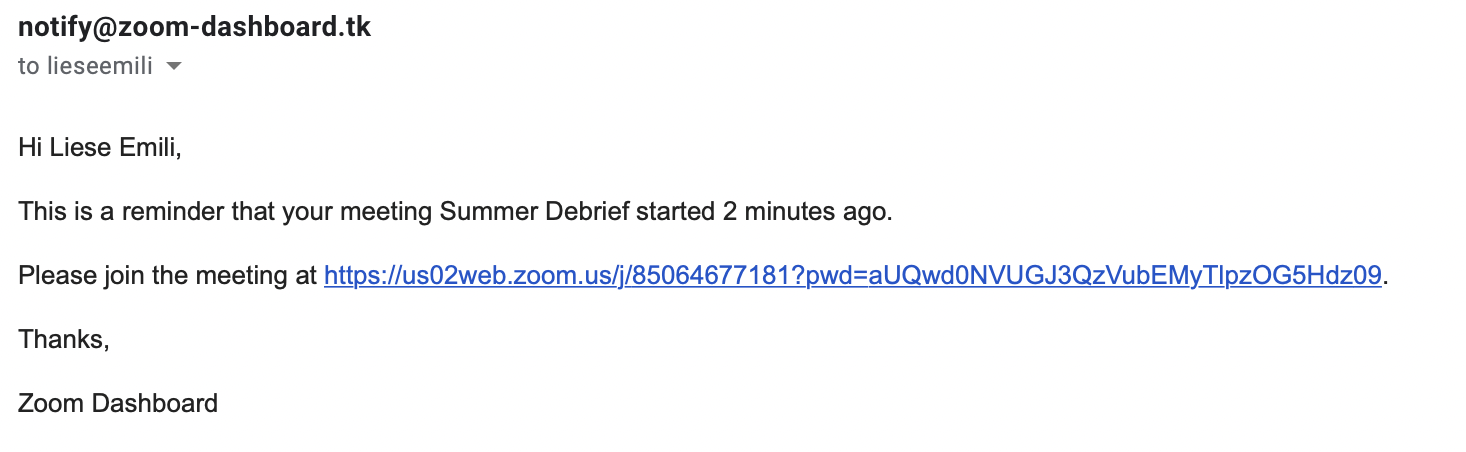 notify@zoom-dashboard.tk
to lieseemili
Hi Liese Emili,
This is a reminder that your meeting Summer Debrief started 2 minutes ago.
Please join the meeting at https://us02web.zoom.us/j/85064677181?pwd=aUQwd0NVUGJ3QzVubEMyTlpzOG5Hdz09.
Thanks,
Zoom Dashboard